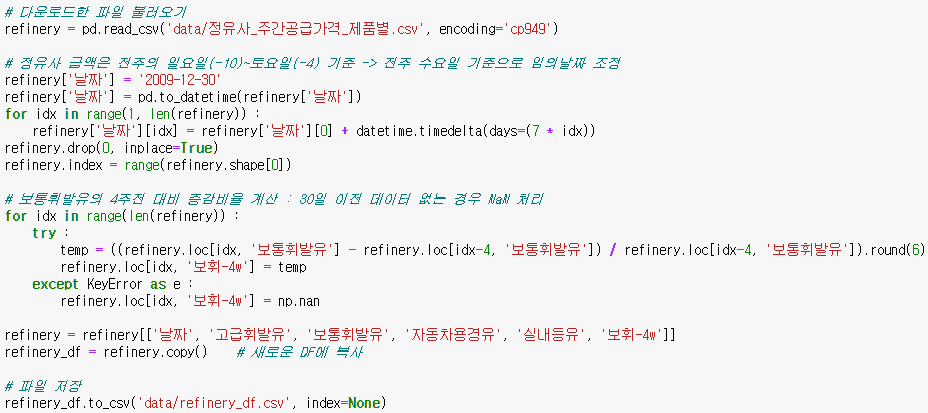 # 다운로드한 파일 불러오기
refinery = pd.read_csv('data/정유사_주간공급가격_제품별.csv', encoding='cp949')
# 정유사 금액은 전주의 일요일(-10)~토요일(-4) 기준 -> 전주 수요일 기준으로 임의날짜 조정
refinery['날짜'] = '2009-12-30'
refinery['날짜'] = pd.to_datetime(refinery['날짜'])
for idx in range(1, len(refinery)) :
    refinery['날짜'][idx] = refinery['날짜'][0] + datetime.timedelta(days=(7 * idx))
refinery.drop(0, inplace=True)
refinery.index = range(refinery.shape[0])
# 보통휘발유의 4주전 대비 증감비율 계산 : 30일 이전 데이터 없는 경우 NaN 처리
for idx in range(len(refinery)) :
    try :
        temp = ((refinery.loc[idx, '보통휘발유'] - refinery.loc[idx-4, '보통휘발유']) / refinery.loc[idx-4, '보통휘발유']).round(6)
        refinery.loc[idx, '보휘-4w'] = temp
    except KeyError as e :
        refinery.loc[idx, '보휘-4w'] = np.nan
refinery = refinery[['날짜', '고급휘발유', '보통휘발유', '자동차용경유', '실내등유', '보휘-4w']]
refinery_df = refinery.copy()    # 새로운 DF에 복사
# 파일 저장
refinery_df.to_csv('data/refinery_df.csv', index=None)